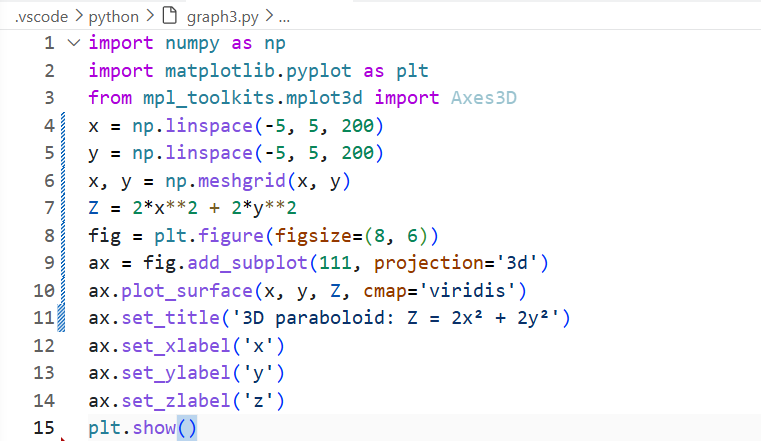 .vscode > python > graph3.py > ...
1 import numpy as np
2 import matplotlib.pyplot as plt
3 from mpl_toolkits.mplot3d import Axes3D
4 x = np.linspace(-5, 5, 200)
5 y = np.linspace(-5, 5, 200)
6 x, y = np.meshgrid(x, y)
7 Z = 2*x**2 + 2*y**2
8 fig = plt.figure(figsize=(8, 6))
9 ax = fig.add_subplot(111, projection='3d')
10 ax.plot_surface(x, y, Z, cmap='viridis')
11 ax.set_title('3D paraboloid: Z = 2x² + 2y²')
12 ax.set_xlabel('x')
13 ax.set_ylabel('y')
14 ax.set_zlabel('z')
15 plt.show()